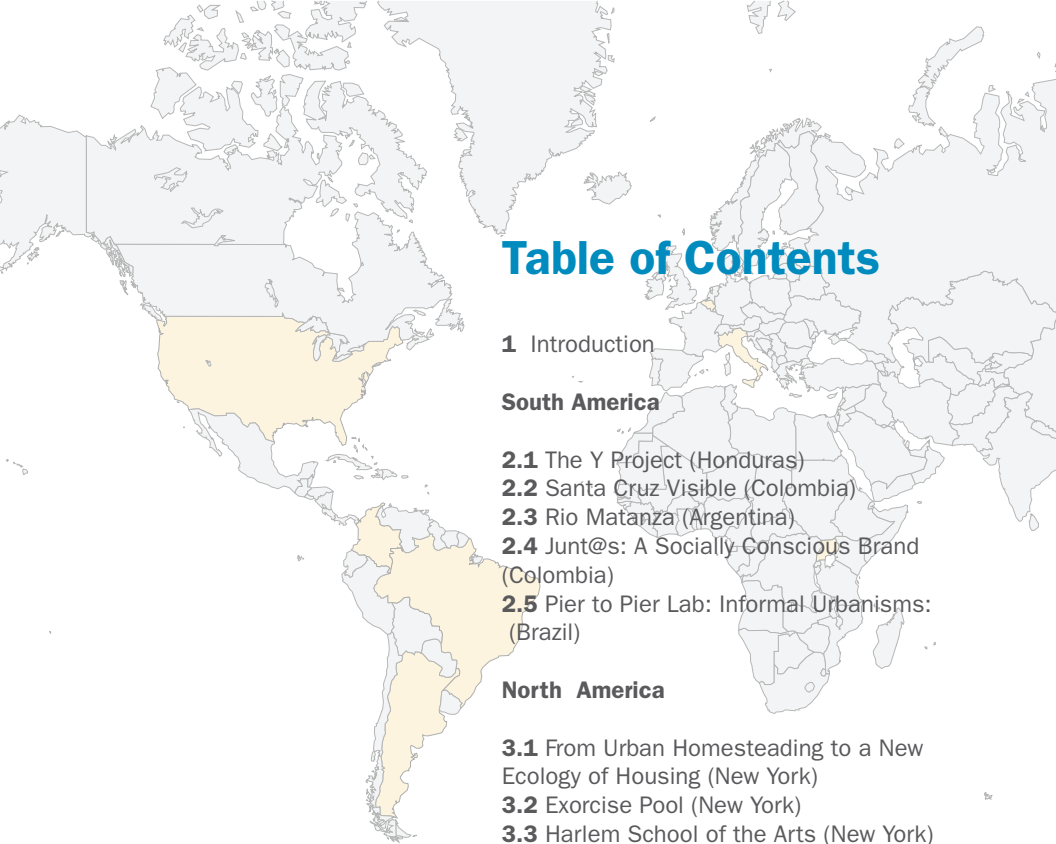 Table of Contents
1 Introduction
South America
2.1 The Y Project (Honduras)
2.2 Santa Cruz Visible (Colombia)
2.3 Rio Matanza (Argentina)
2.4 Junt@s: A Socially Conscious Brand
(Colombia)
2.5 Pier to Pier Lab: Informal Urbanisms:
(Brazil)
North America
3.1 From Urban Homesteading to a New
Ecology of Housing (New York)
3.2 Exorcise Pool (New York)
3.3 Harlem School of the Arts (New York)